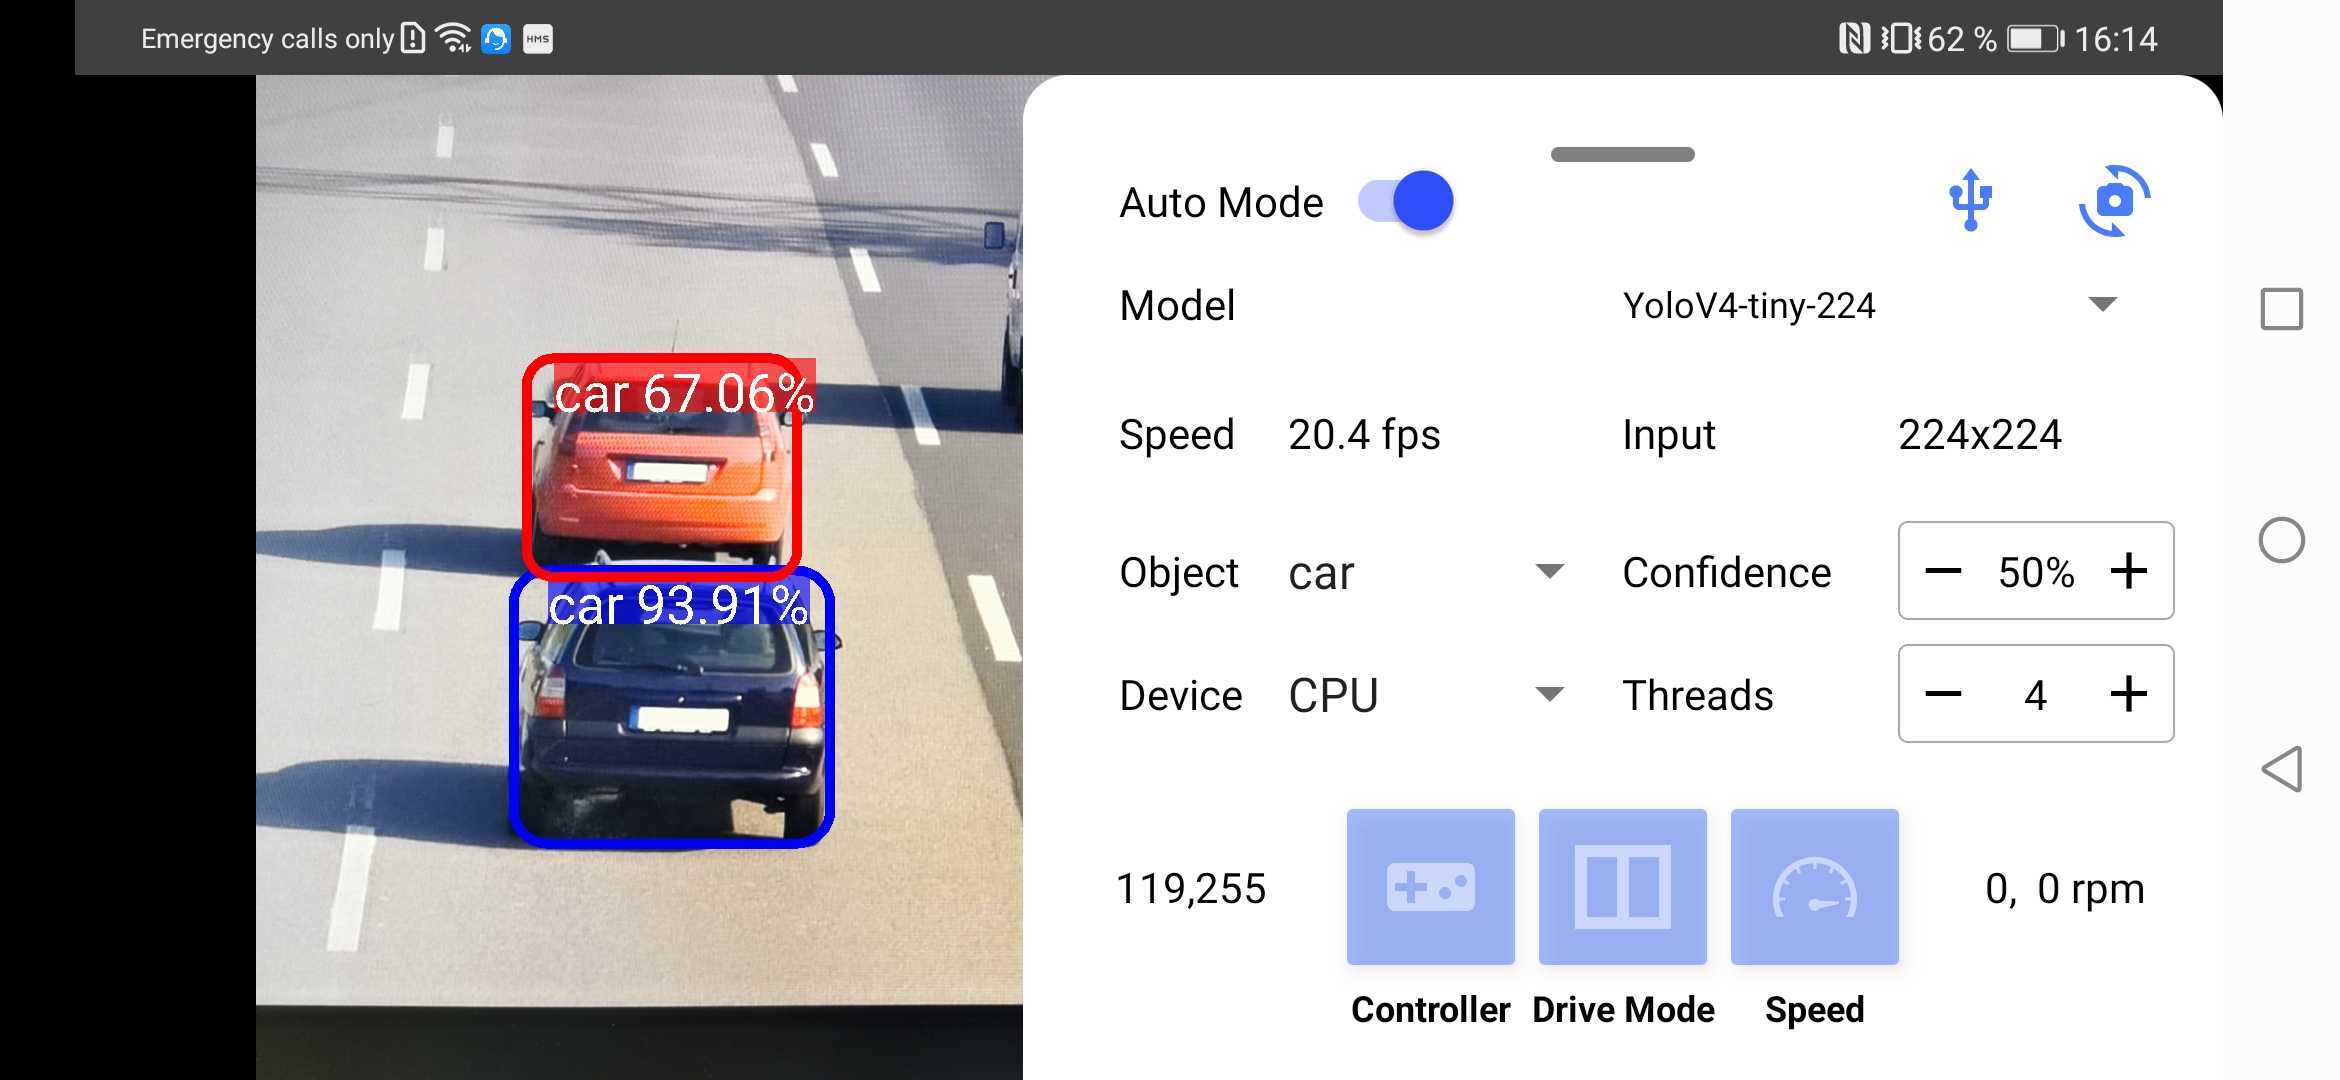 Emergency calls only HMS 62 % 16:14
Auto Mode
Model YoloV4-tiny-224
car 67.06%
Speed 20.4 fps Input 224x224
Object car Confidence 50%
car 93.91%
Device CPU Threads 4
119,255 0, 0 rpm
Controller Drive Mode Speed